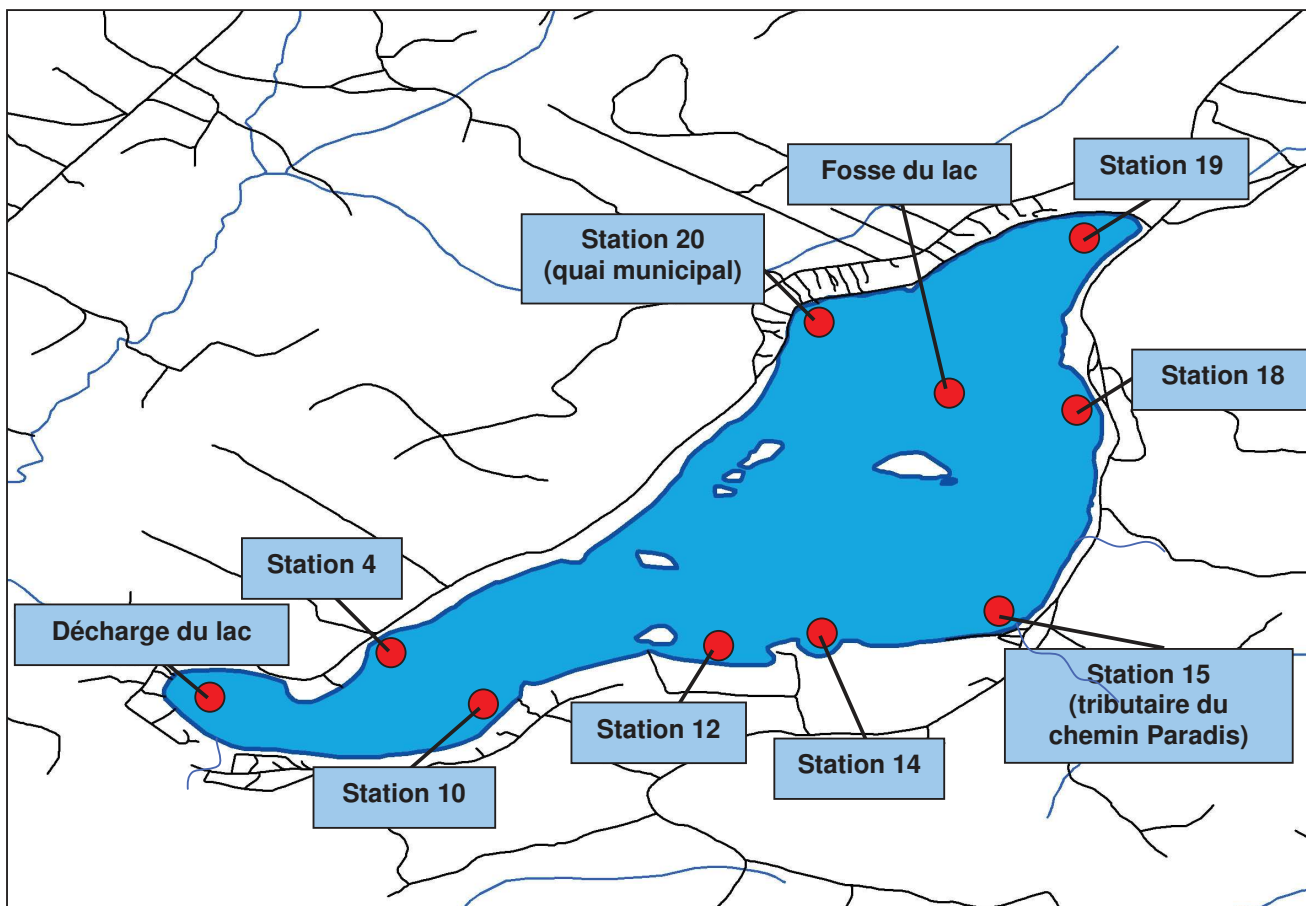 Fosse du lac
Station 19
Station 20
(quai municipal)
Station 18
Station 4
Décharge du lac
Station 15
(tributaire du
chemin Paradis)
Station 12
Station 14
Station 10